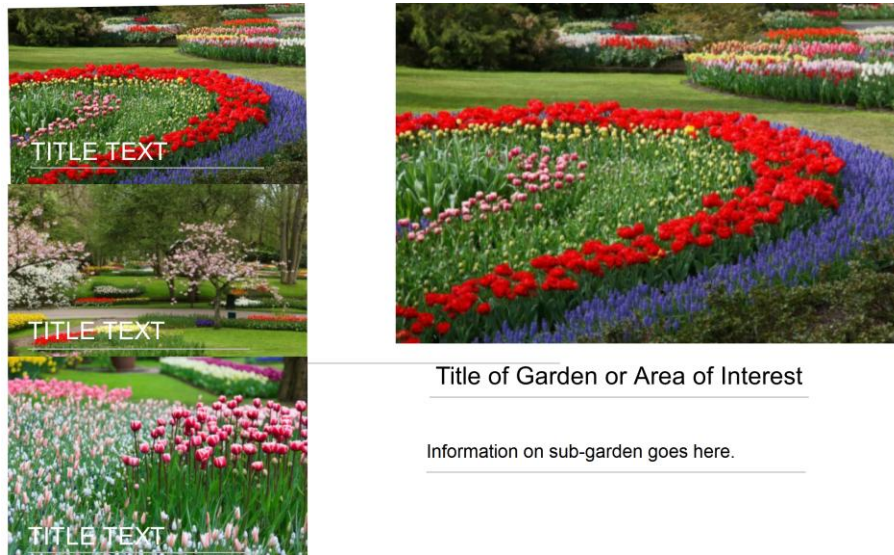 TITLE TEXT
TITLE TEXT
TITLE TEXT
Title of Garden or Area of Interest
Information on sub-garden goes here.